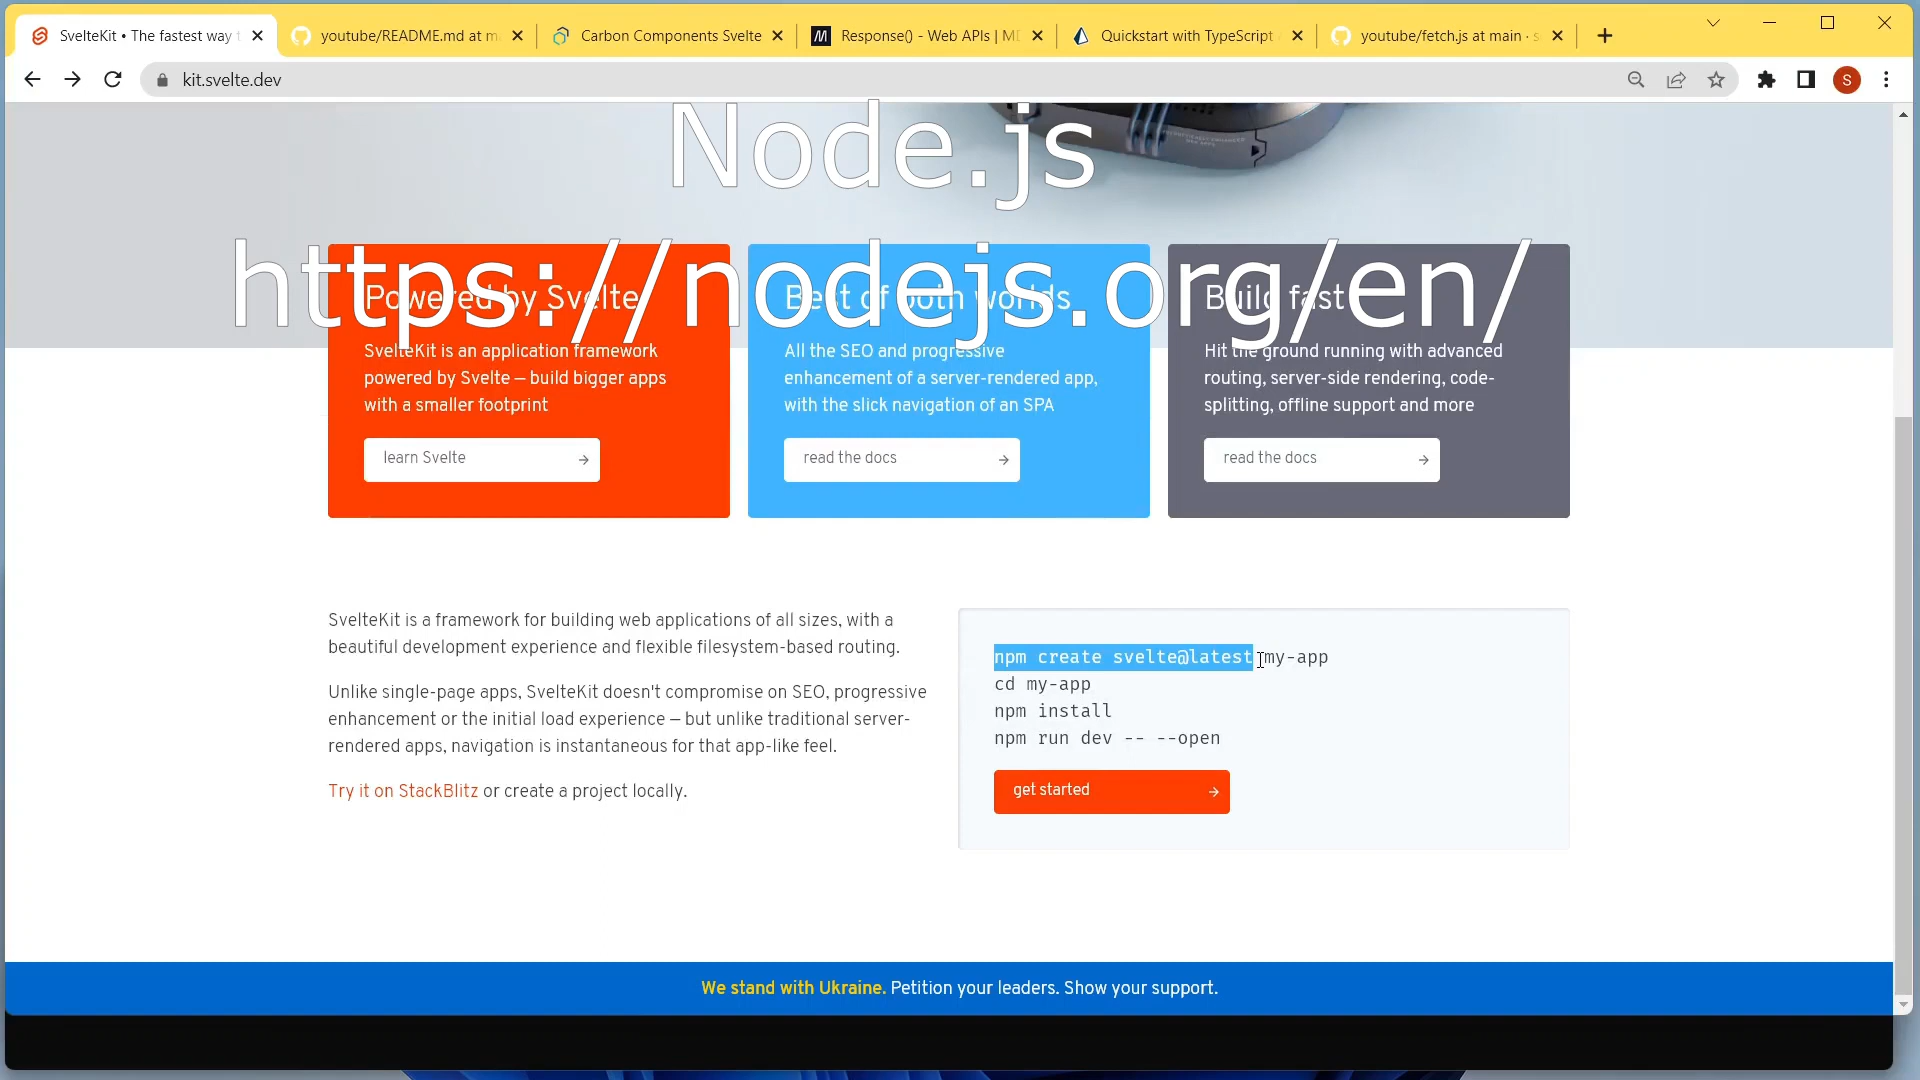 SvelteKit • The fastest way t
youtube/README.md at m
Carbon Components Svelte
Response() - Web APIs | MD
Quickstart with TypeScript
youtube/fetch.js at main · s
kit.svelte.dev
S
Node.js
https://nodejs.org/en/
Powered by Svelte
SvelteKit is an application framework
powered by Svelte – build bigger apps
with a smaller footprint
learn Svelte
Best of both worlds
All the SEO and progressive
enhancement of a server-rendered app,
with the slick navigation of an SPA
read the docs
Build fast
Hit the ground running with advanced
routing, server-side rendering, code-
splitting, offline support and more
read the docs
SvelteKit is a framework for building web applications of all sizes, with a
beautiful development experience and flexible filesystem-based routing.
Unlike single-page apps, SvelteKit doesn't compromise on SEO, progressive
enhancement or the initial load experience — but unlike traditional server-
rendered apps, navigation is instantaneous for that app-like feel.
Try it on StackBlitz or create a project locally.
npm create svelte@latest my-app
cd my-app
npm install
npm run dev -- --open
get started
We stand with Ukraine. Petition your leaders. Show your support.